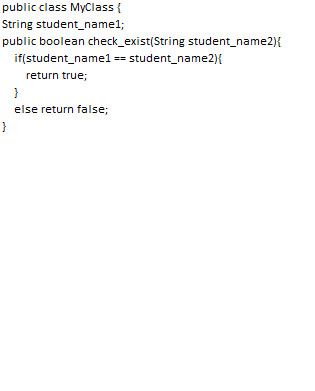 public class MyClass {
String student_name1;
public boolean check_exist(String student_name2){
if(student_name1 == student_name2){
return true;
}
else return false;
}